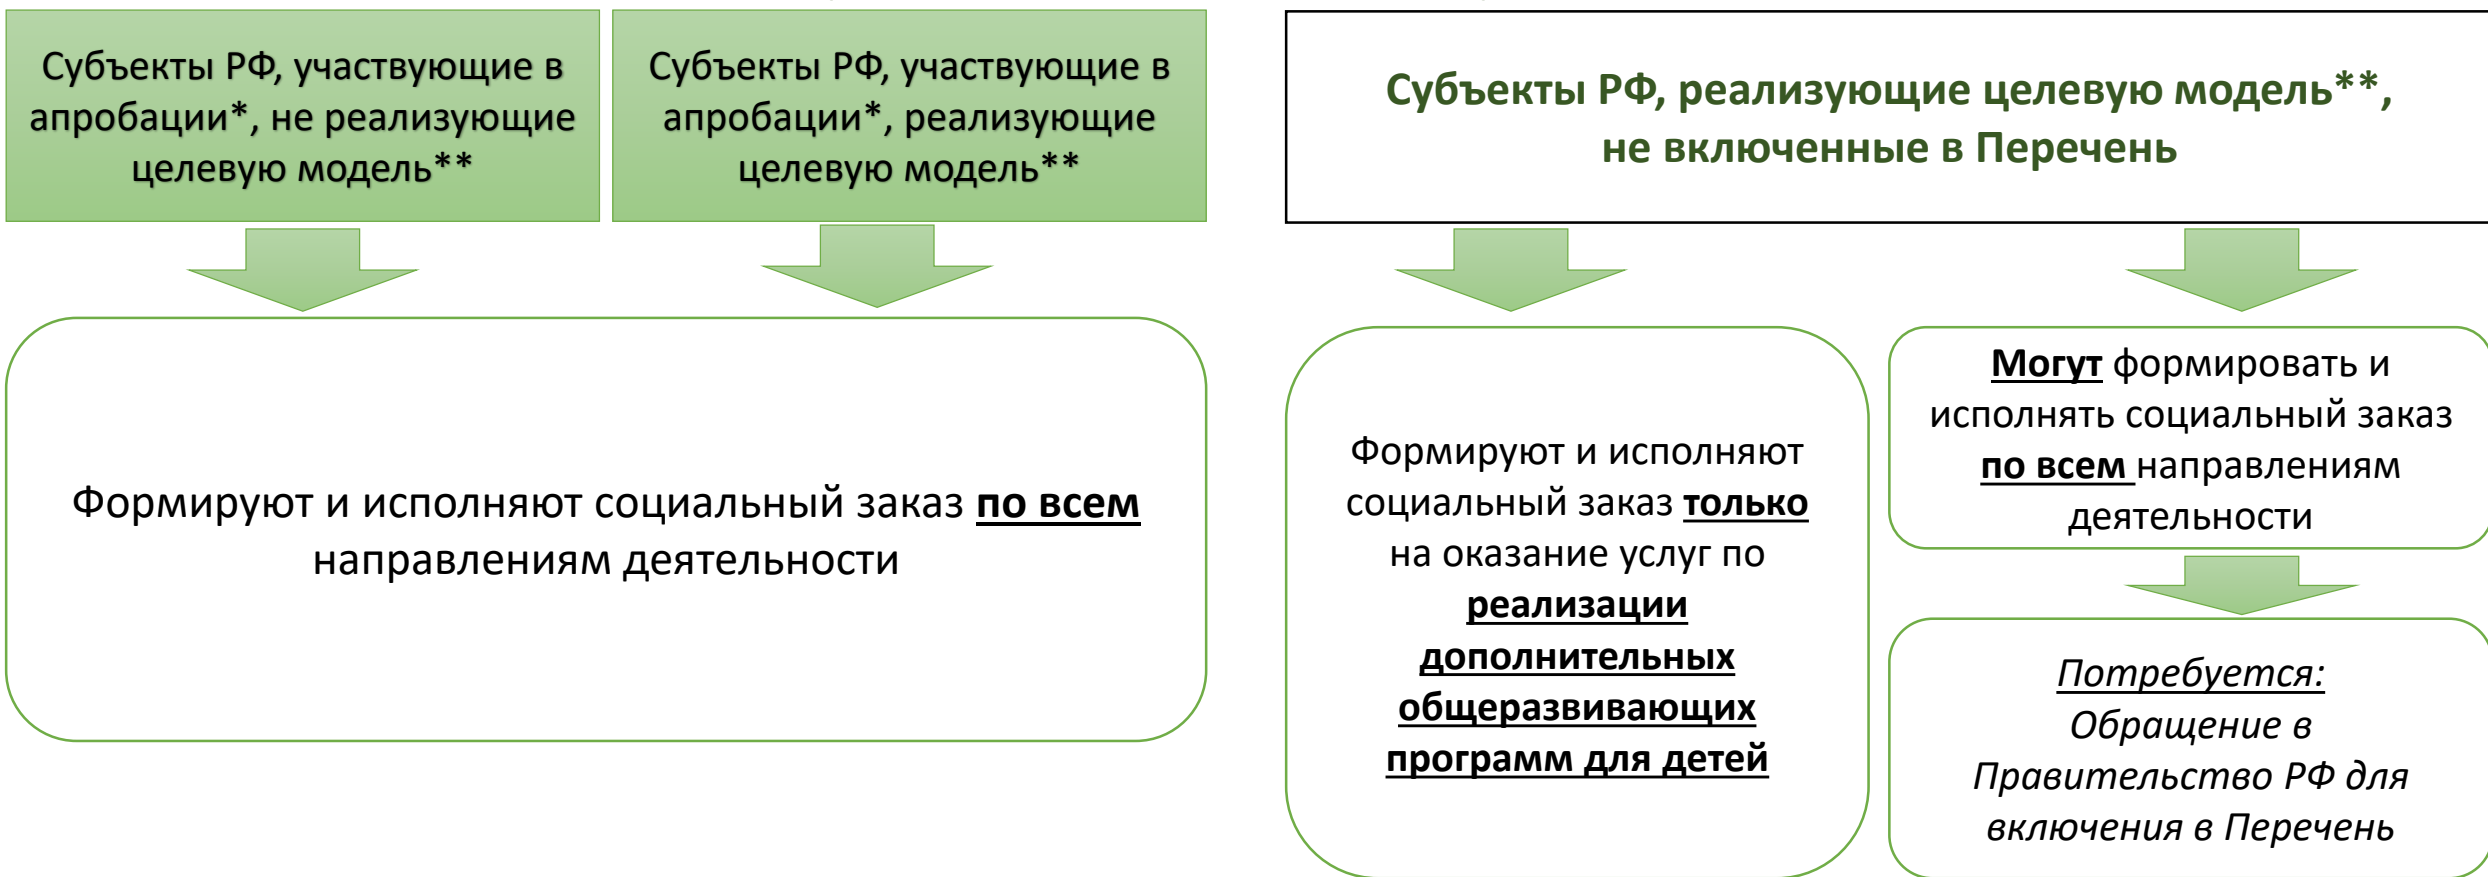 Субъекты РФ, участвующие в
апробации*, не реализующие
целевую модель**
Субъекты РФ, участвующие в
апробации*, реализующие
целевую модель**
Субъекты РФ, реализующие целевую модель**,
не включенные в Перечень
Формируют и исполняют социальный заказ по всем
направлениям деятельности
Формируют и исполняют
социальный заказ только
на оказание услуг по
реализации
дополнительных
общеразвивающих
программ для детей
Могут формировать и
исполнять социальный заказ
по всем направлениям
деятельности
Потребуется:
Обращение в
Правительство РФ для
включения в Перечень